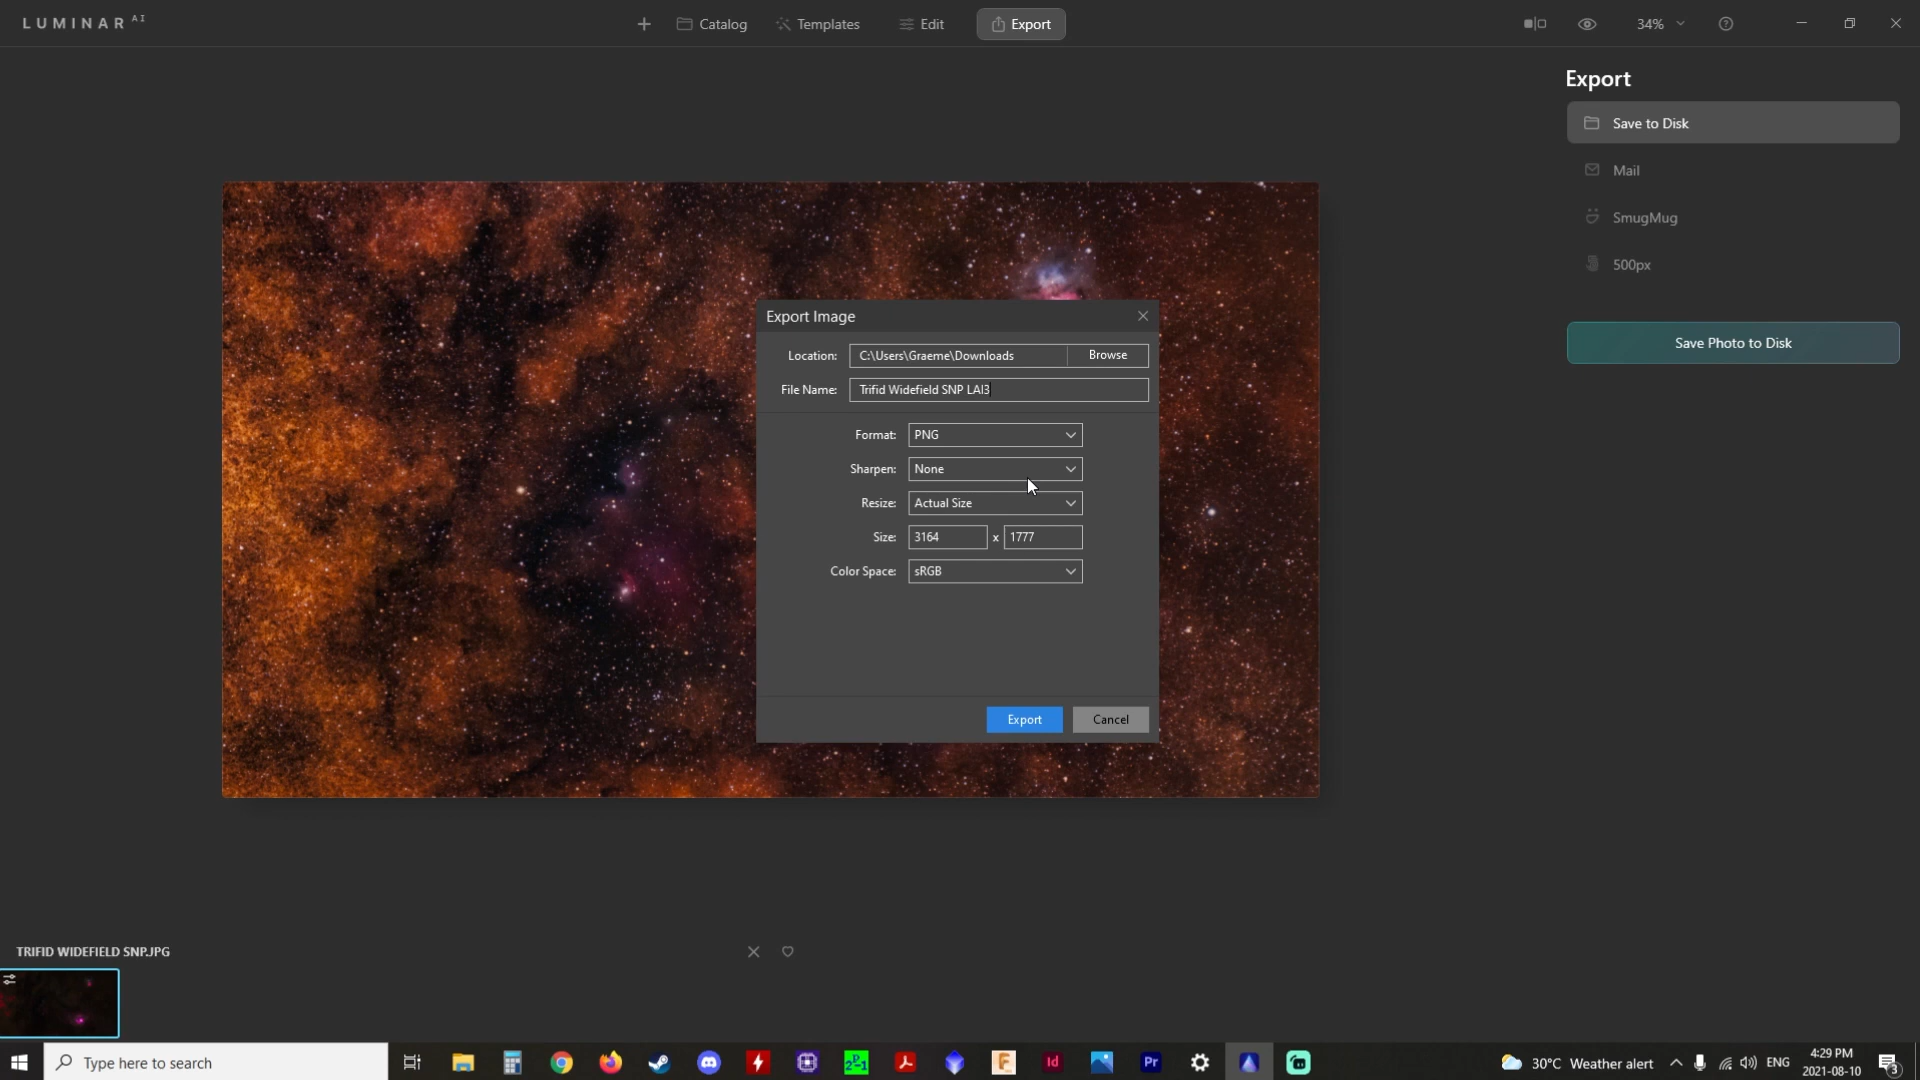 LUMINAR AI
Catalog
Templates
Edit
Export
34%
Export
Save to Disk
Mail
SmugMug
500px
Save Photo to Disk
Export Image
Location: C:\Users\Graeme\Downloads Browse
File Name: Trifid Widefield SNP LAI3
Format: PNG
Sharpen: None
Resize: Actual Size
Size: 3164 x 1777
Color Space: sRGB
Export Cancel
TRIFID WIDEFIELD SNP.JPG
Type here to search
Id
Pr
30°C Weather alert
ENG
4:29 PM
2021-08-10
3